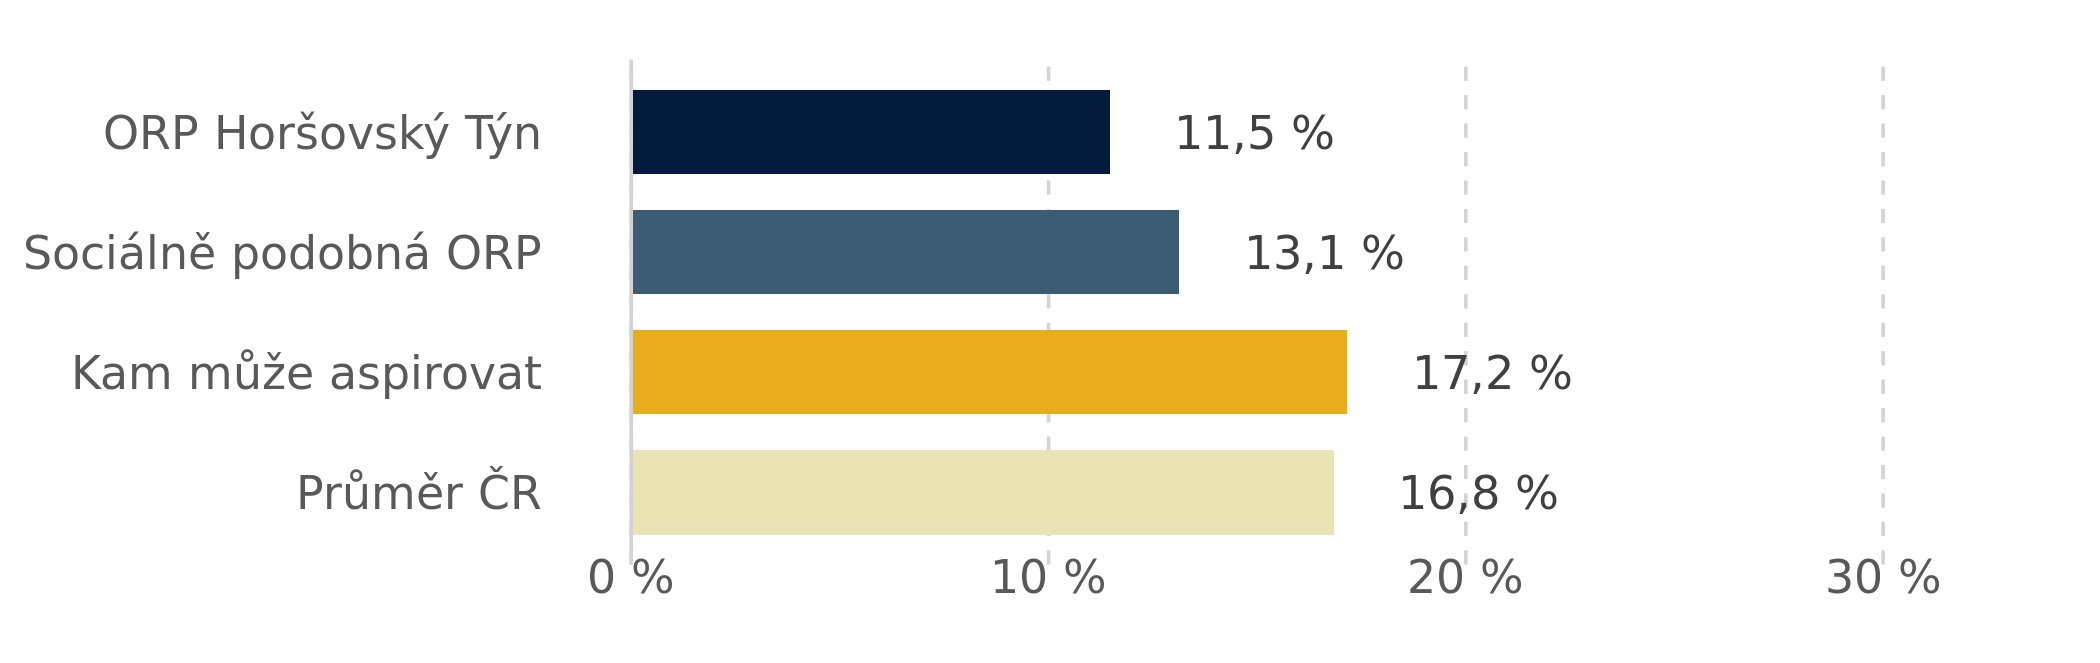 ORP Horšovský Týn 11,5 %
Sociálně podobná ORP 13,1 %
Kam může aspirovat 17,2 %
Průměr ČR 16,8 %
0 % 10 % 20 % 30 %